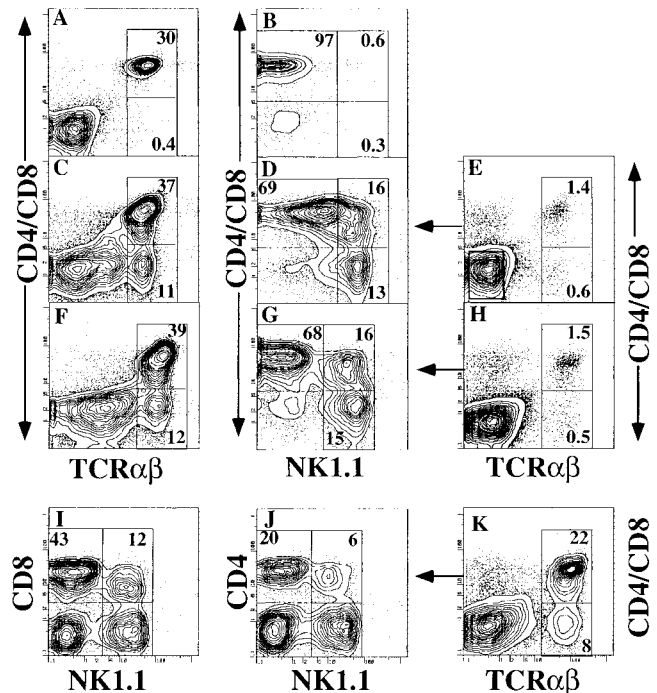 A
30
0.4
CD4/CD8
B
97
0.6
0.3
C
37
11
CD4/CD8
D
69
16
13
E
1.4
0.6
CD4/CD8
F
39
12
TCRαβ
G
68
16
15
NK1.1
H
1.5
0.5
TCRαβ
I
43
12
CD8
NK1.1
J
20
6
CD4
NK1.1
K
22
8
CD4/CD8
TCRαβ